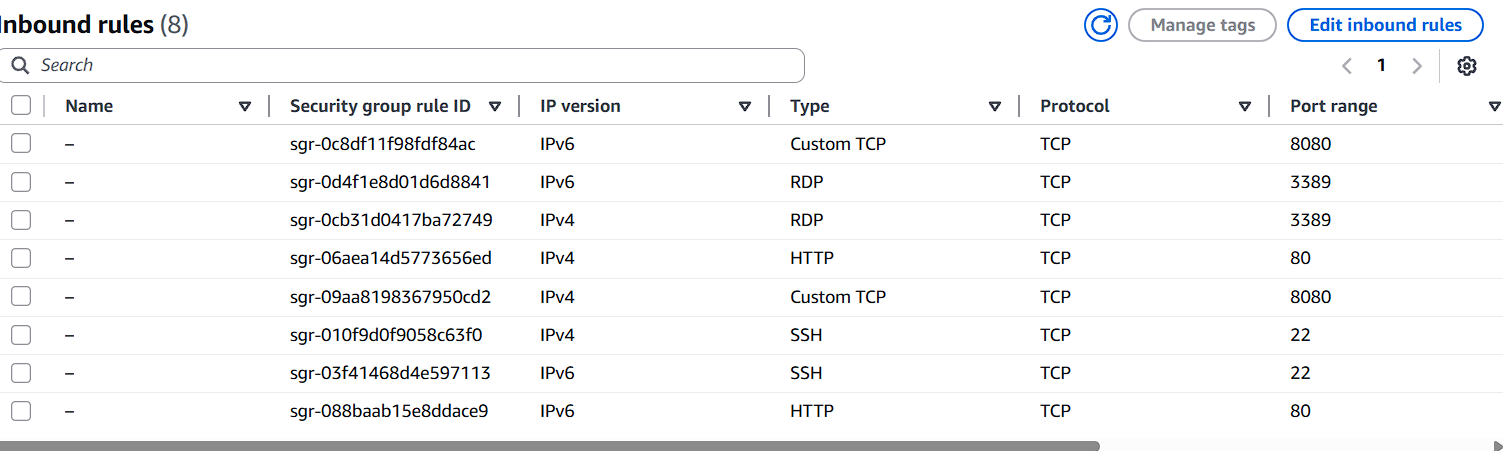 Inbound rules (8)
Manage tags
Edit inbound rules
Search
1
Name Security group rule ID IP version Type Protocol Port range
– sgr-0c8df11f98fdf84ac IPv6 Custom TCP TCP 8080
– sgr-0d4f1e8d01d6d8841 IPv6 RDP TCP 3389
– sgr-0cb31d0417ba72749 IPv4 RDP TCP 3389
– sgr-06aea14d5773656ed IPv4 HTTP TCP 80
– sgr-09aa8198367950cd2 IPv4 Custom TCP TCP 8080
– sgr-010f9d0f9058c63f0 IPv4 SSH TCP 22
– sgr-03f41468d4e597113 IPv6 SSH TCP 22
– sgr-088baab15e8ddace9 IPv6 HTTP TCP 80